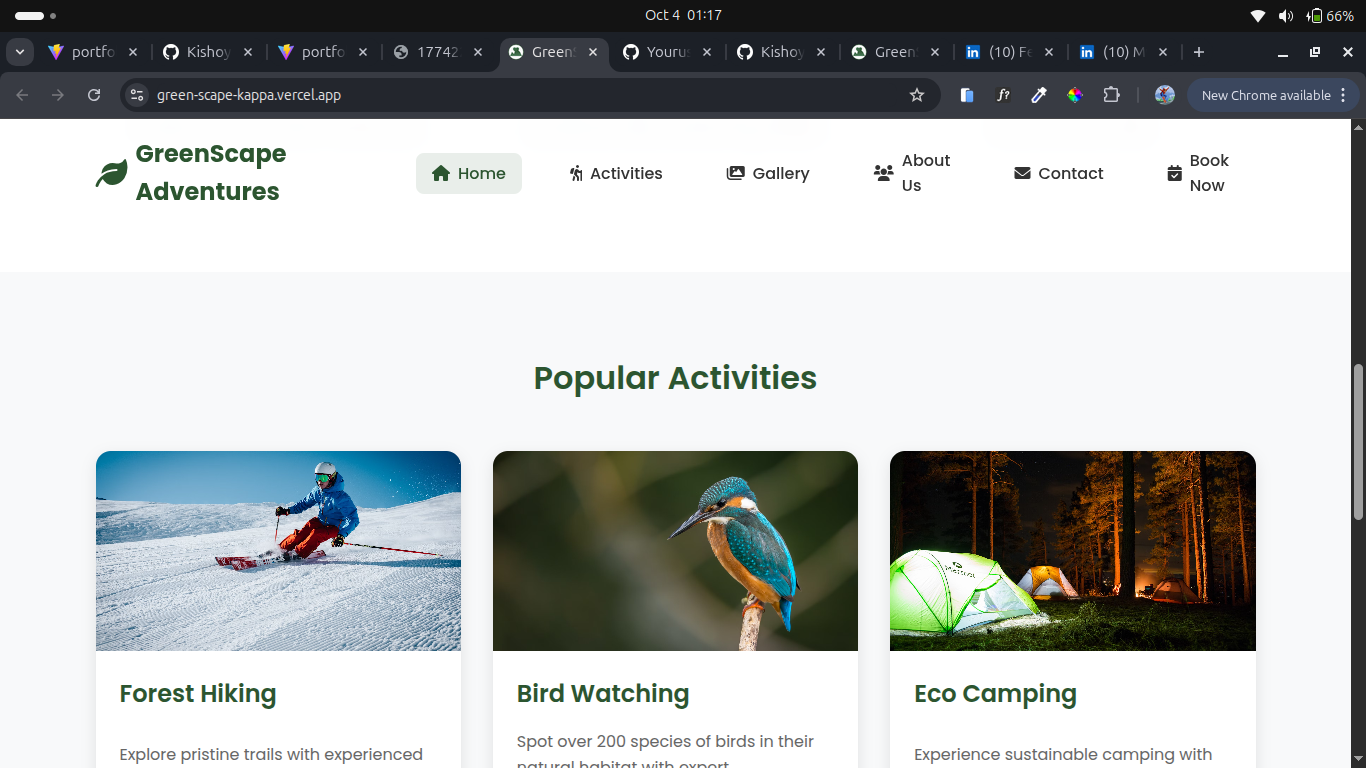 Oct 4 01:17
66%
portfo
Kishoy
portfo
17742
Green
Youru
Kishoy
Green
(10) Fe
(10) M
green-scape-kappa.vercel.app
f?
New Chrome available
GreenScape
Adventures
Home
Activities
Gallery
About
Us
Contact
Book
Now
Popular Activities
Forest Hiking
Bird Watching
Eco Camping
Explore pristine trails with experienced
Spot over 200 species of birds in their
natural habitat with expert
Experience sustainable camping with